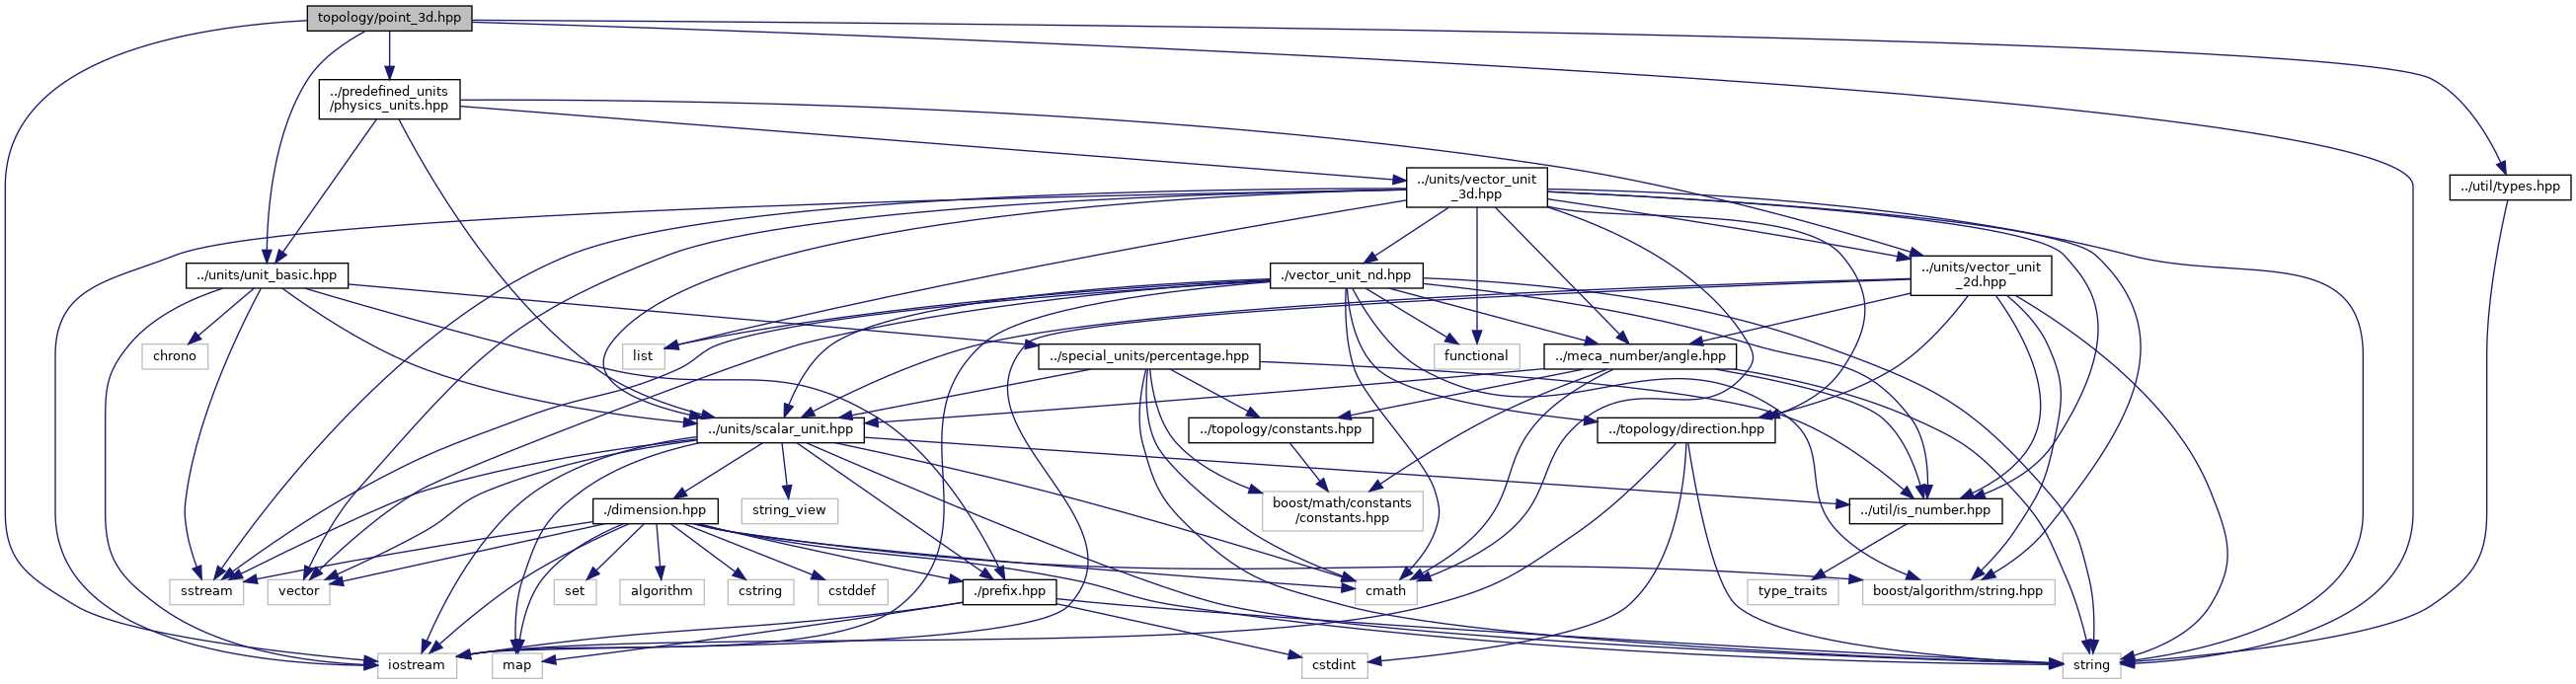 topology/point_3d.hpp
../predefined_units
/physics_units.hpp
../units/vector_unit
_3d.hpp
../util/types.hpp
../units/unit_basic.hpp
./vector_unit_nd.hpp
../units/vector_unit
_2d.hpp
chrono
list
../special_units/percentage.hpp
functional
../meca_number/angle.hpp
../units/scalar_unit.hpp
../topology/constants.hpp
../topology/direction.hpp
./dimension.hpp
string_view
boost/math/constants
/constants.hpp
../util/is_number.hpp
sstream
vector
set
algorithm
cstring
cstddef
./prefix.hpp
cmath
type_traits
boost/algorithm/string.hpp
iostream
map
cstdint
string